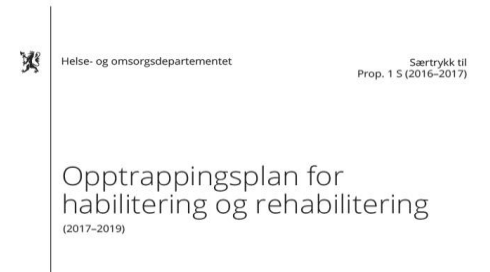 Helse- og omsorgsdepartementet
Særtrykk til
Prop. 1 S (2016–2017)
Opptrappingsplan for
habilitering og rehabilitering
(2017–2019)